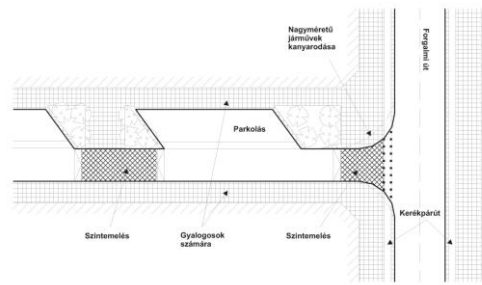 Nagyméretű
járművek
kanyarodása
Forgalmi út
Parkolás
Szintemelés
Gyalogosok
számára
Szintemelés
Kerékpárút